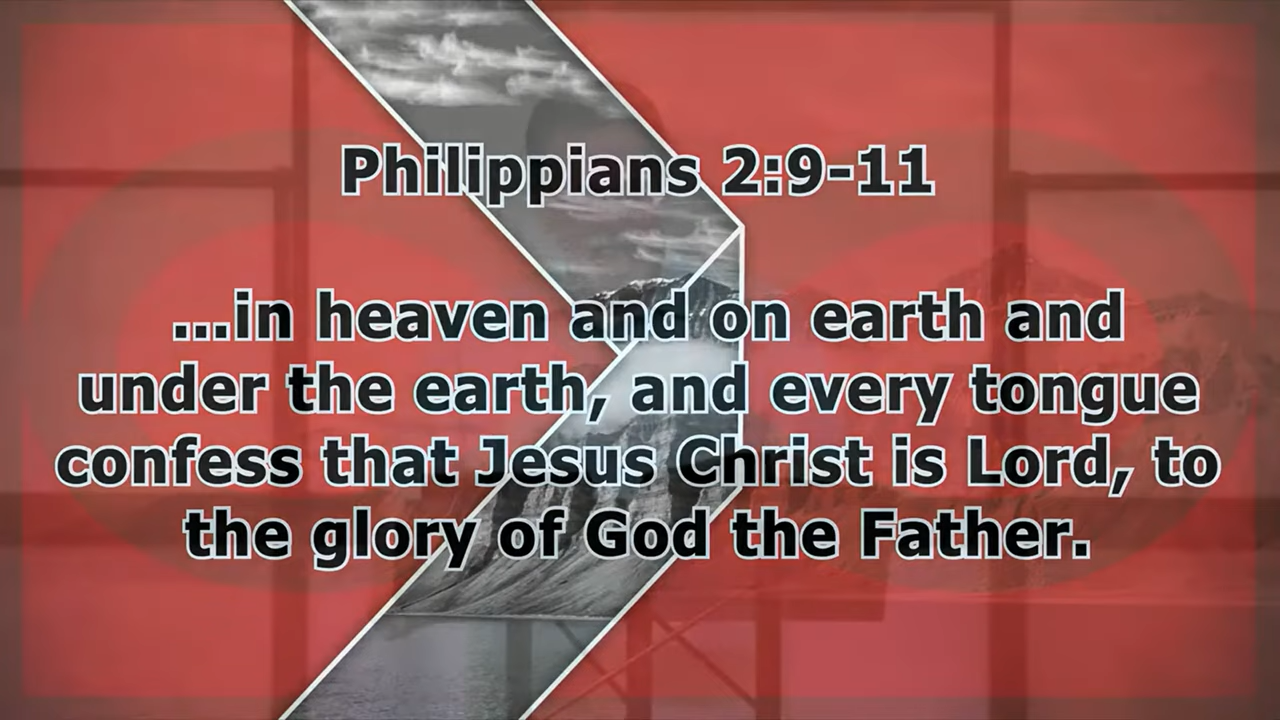 Philippians 2:9-11
...in heaven and on earth and
under the earth, and every tongue
confess that Jesus Christ is Lord, to
the glory of God the Father.